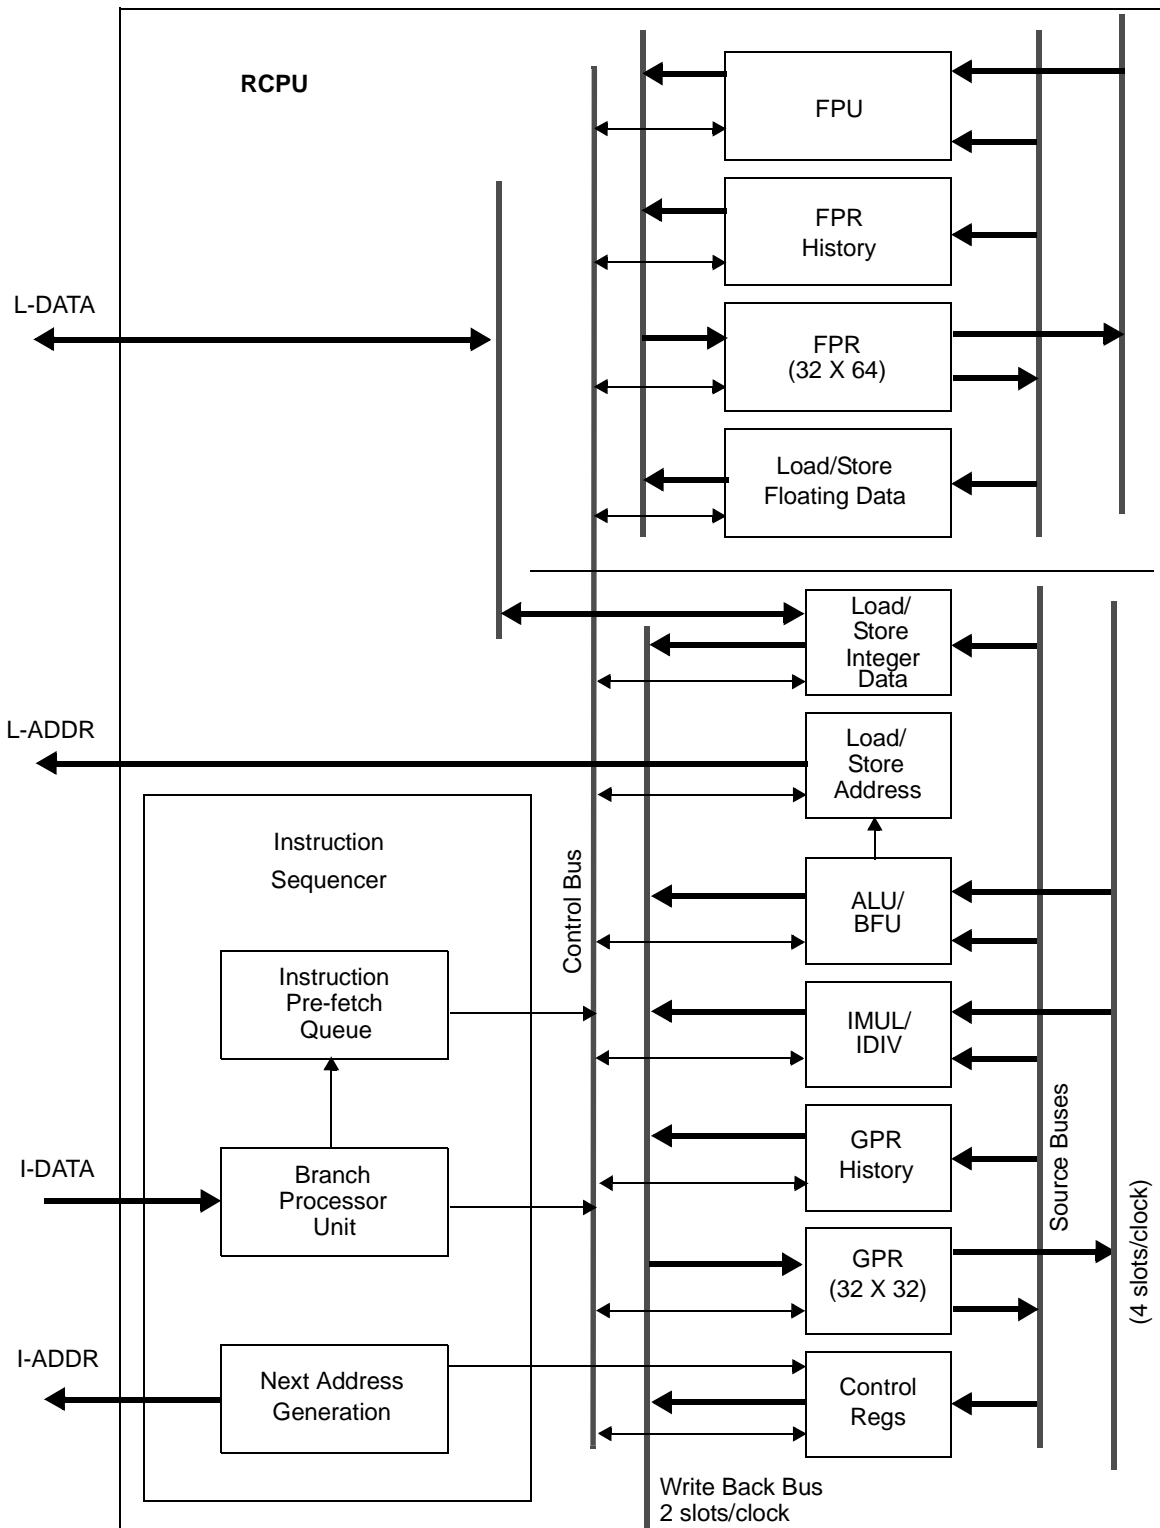 RCPU
FPU
FPR
History
L-DATA
FPR
(32 X 64)
Load/Store
Floating Data
Load/
Store
Integer
Data
L-ADDR
Load/
Store
Address
Instruction
Sequencer
Control Bus
ALU/
BFU
Instruction
Pre-fetch
Queue
IMUL/
IDIV
Source Buses
(4 slots/clock)
GPR
History
I-DATA
Branch
Processor
Unit
GPR
(32 X 32)
I-ADDR
Next Address
Generation
Control
Regs
Write Back Bus
2 slots/clock